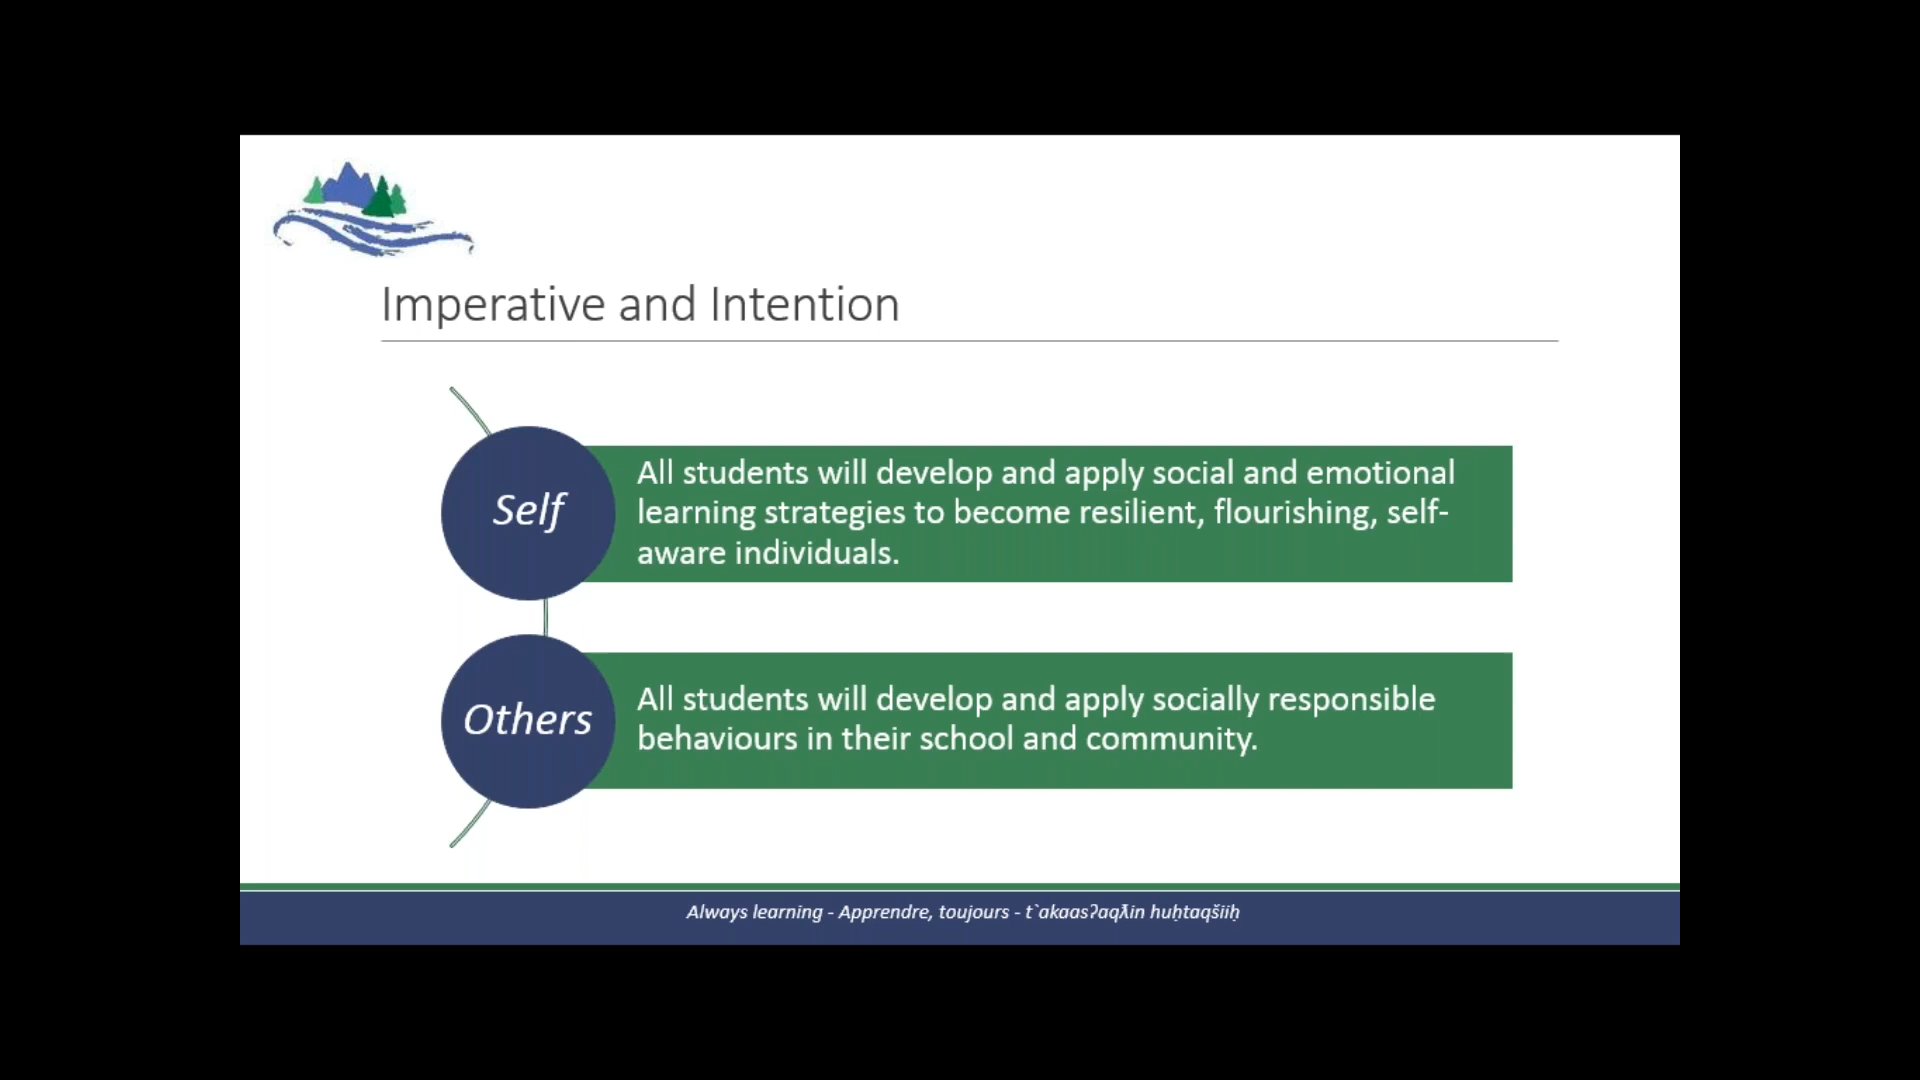 Imperative and Intention
Self
All students will develop and apply social and emotional
learning strategies to become resilient, flourishing, self-
aware individuals.
Others
All students will develop and apply socially responsible
behaviours in their school and community.
Always learning - Apprendre, toujours - t`akaasʔaqƛin huḥtaqšiiḥ